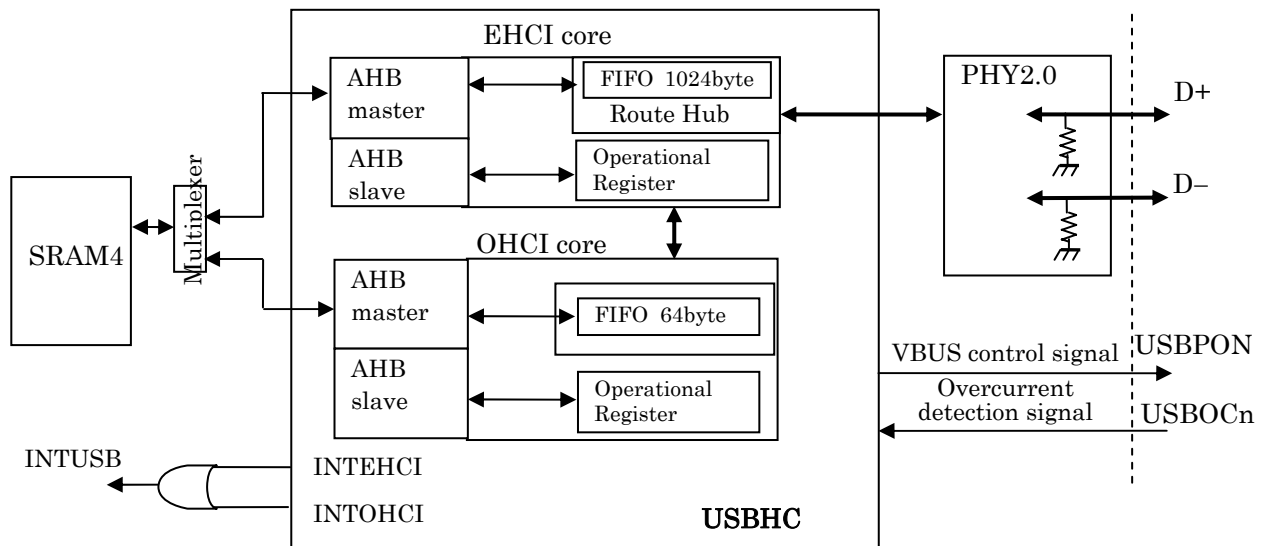 EHCI core
AHB
master
FIFO 1024byte
Route Hub
AHB
slave
Operational
Register
PHY2.0
D+
D−
SRAM4
Multiplexer
OHCI core
AHB
master
FIFO 64byte
AHB
slave
Operational
Register
VBUS control signal
USBPON
Overcurrent
detection signal
USBOCn
INTUSB
INTEHCI
INTOHCI
USBHC